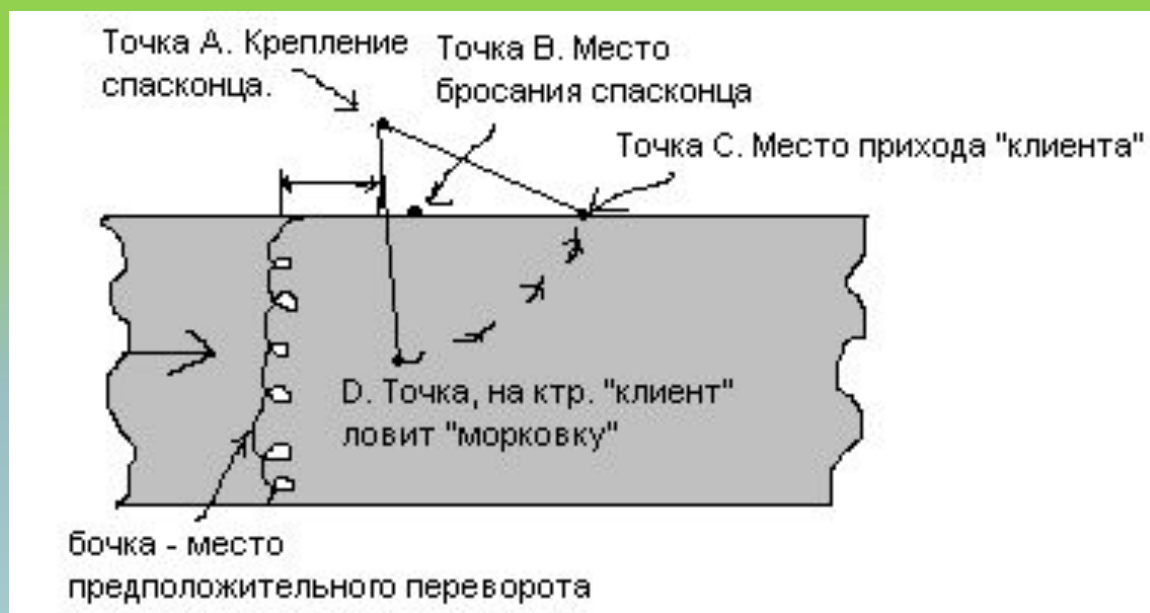 Точка А. Крепление
спасконца.
Точка В. Место
бросания спасконца
Точка С. Место прихода "клиента"
D. Точка, на ктр. "клиент"
ловит "морковку"
бочка - место
предположительного переворота